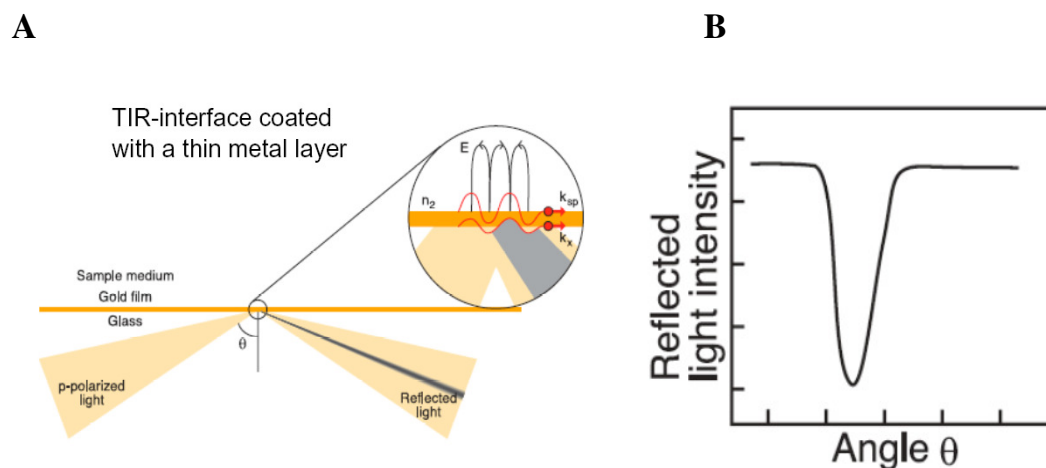 A
B
TIR-interface coated
with a thin metal layer
E
n2
ksp
kx
Sample medium
Gold film
Glass
θ
p-polarized
light
Reflected
light
Reflected
light intensity
Angle θ